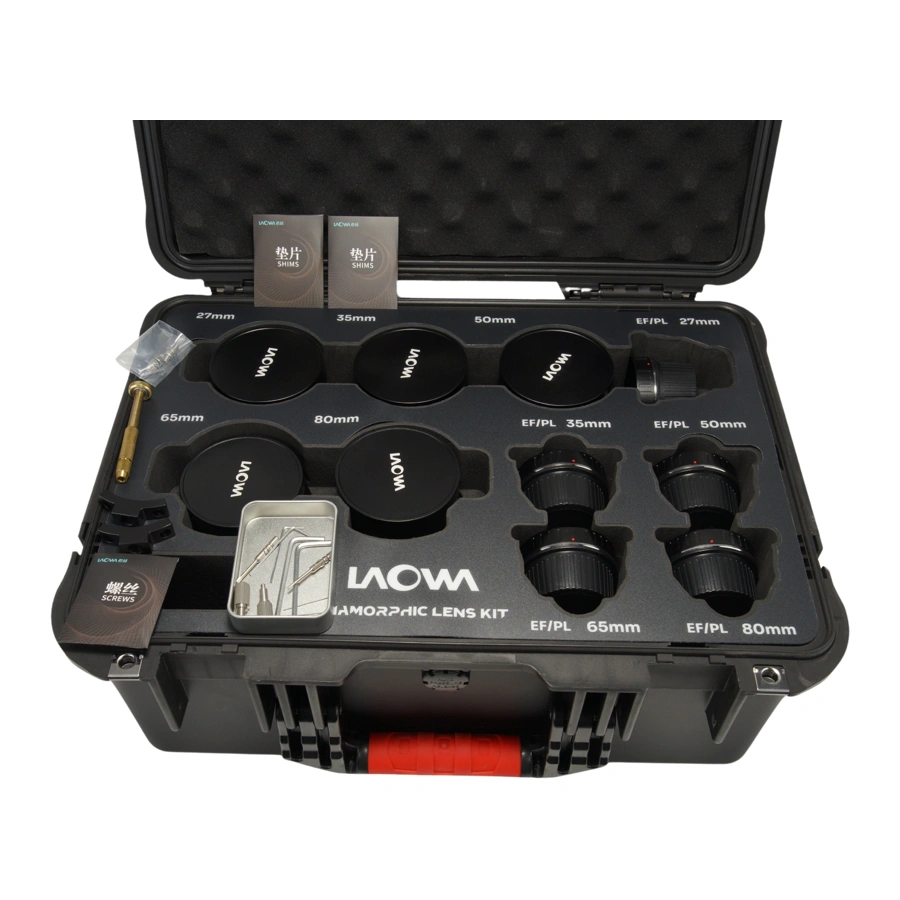 LAOWA 老蛙
垫片
SHIMS
LAOWA 老蛙
垫片
SHIMS
27mm
35mm
50mm
EF/PL 27mm
LAOWA
LAOWA
LAOWA
65mm
80mm
EF/PL 35mm
EF/PL 50mm
LAOWA
LAOWA
LAOWA 老蛙
螺丝
SCREWS
LAOWA
NAMORPHIC LENS KIT
EF/PL 65mm
EF/PL 80mm